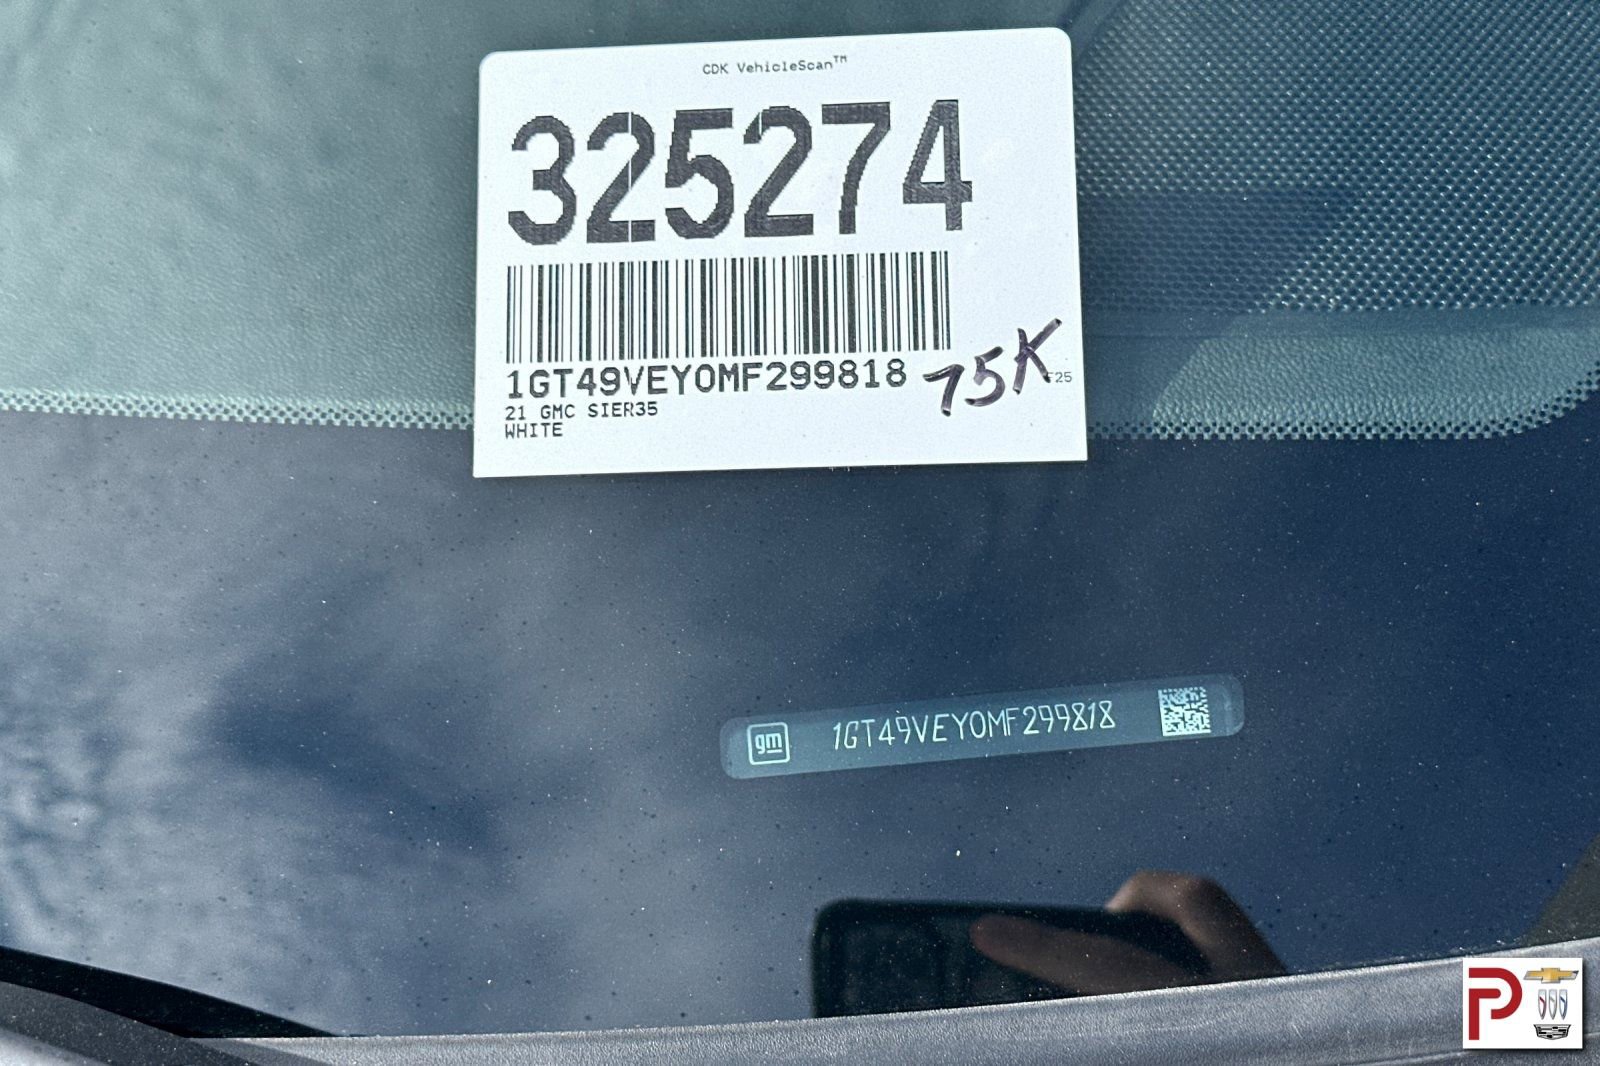 CDK VehicleScan™
325274
1GT49VEY0MF299818
75K
F25
21 GMC SIER35
WHITE
gm 1GT49VEY0MF299818
P